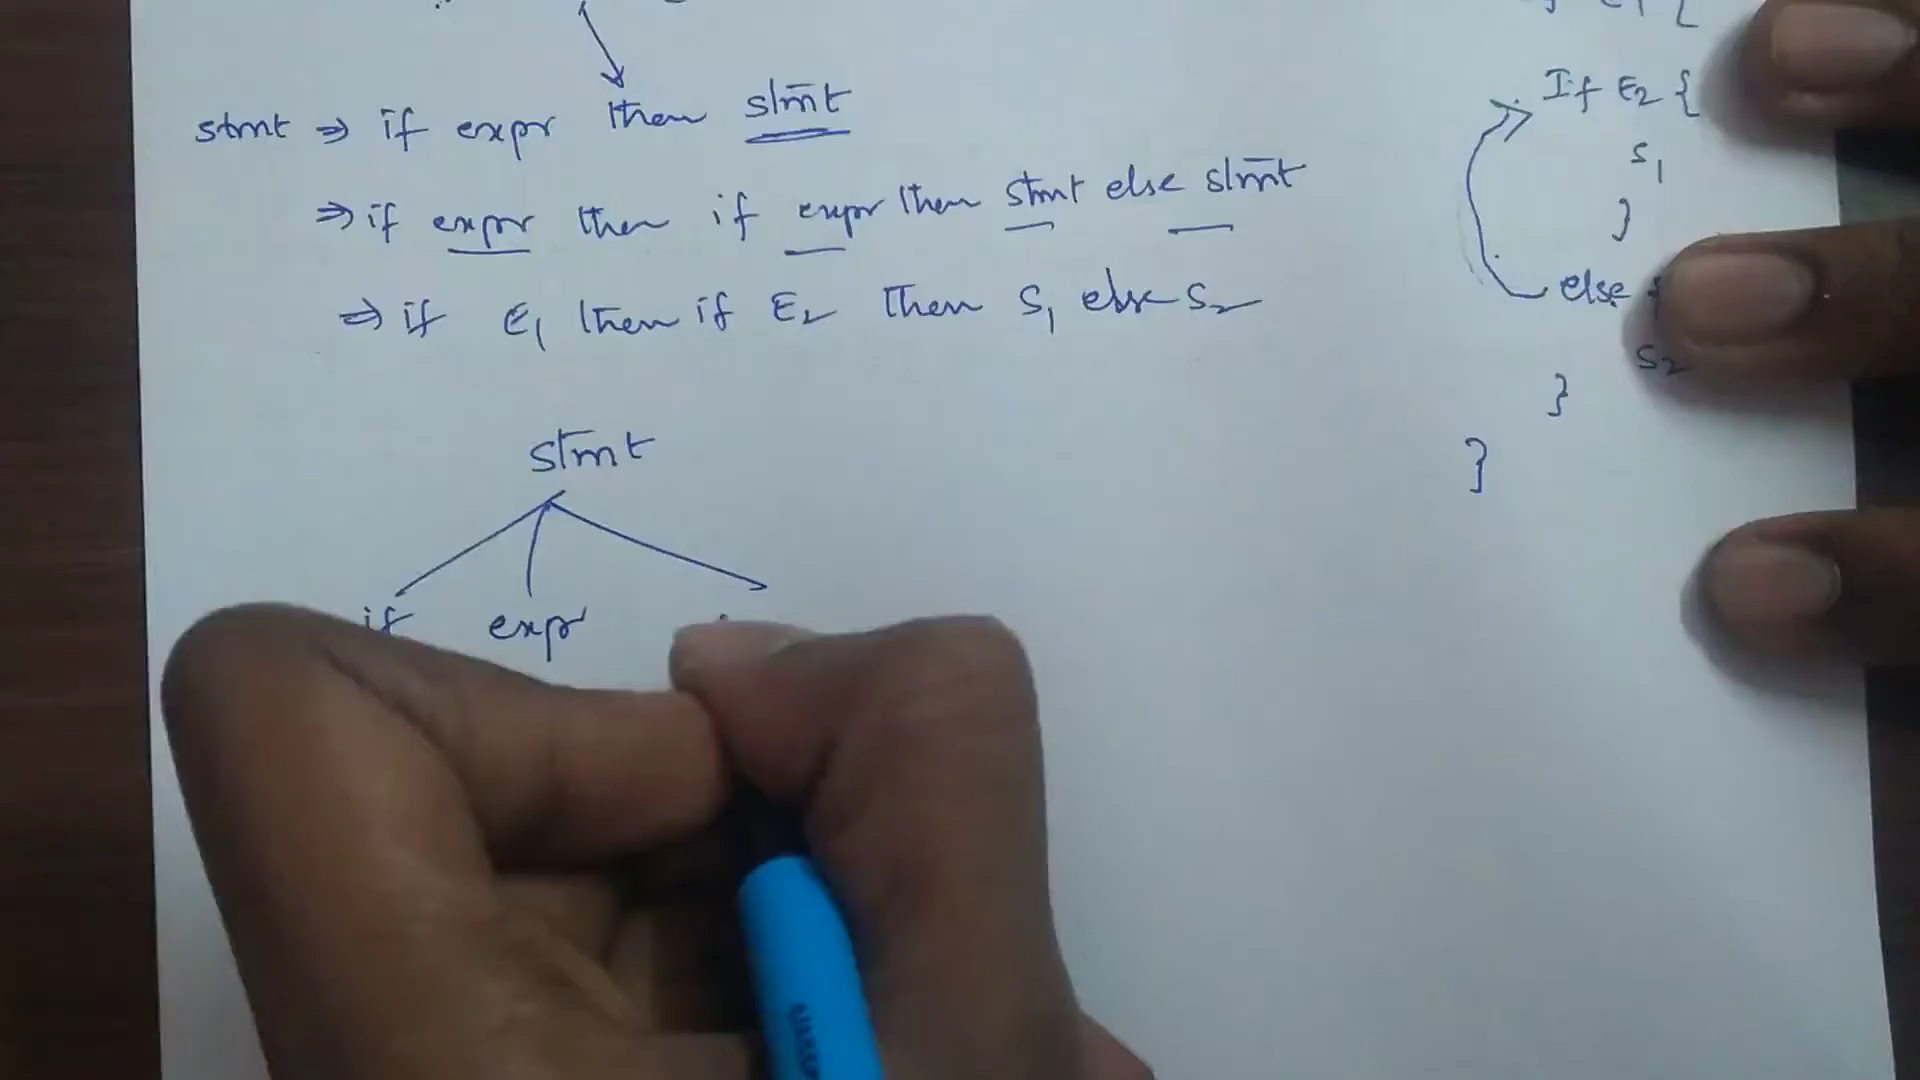 stmt ⇒ if expr then stmt
⇒ if expr then if expr then stmt else stmt
⇒ if E1 then if E2 then S1 else S2
stmt
if expr
If E2 {
S1
}
else {
S2
}
}